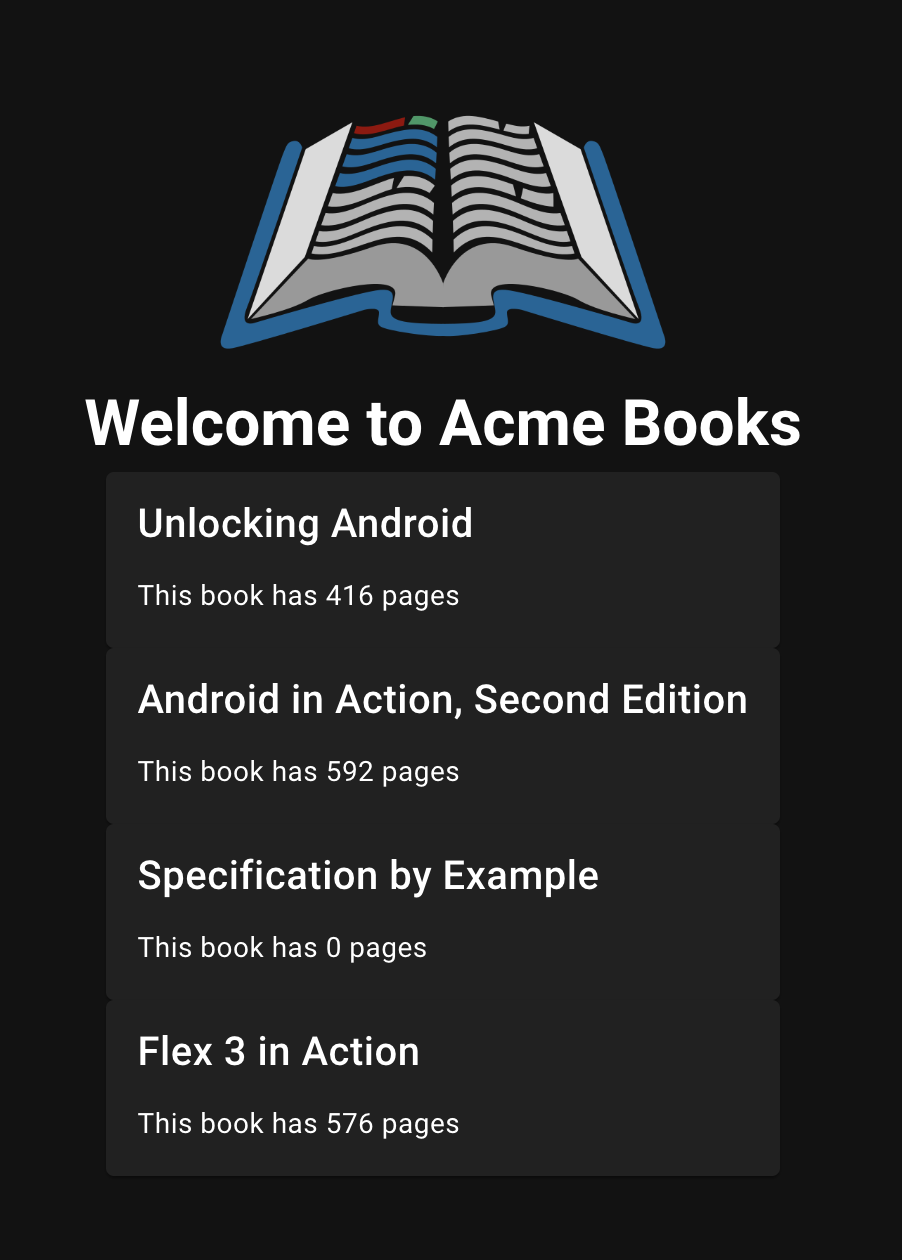 Welcome to Acme Books
Unlocking Android
This book has 416 pages
Android in Action, Second Edition
This book has 592 pages
Specification by Example
This book has 0 pages
Flex 3 in Action
This book has 576 pages